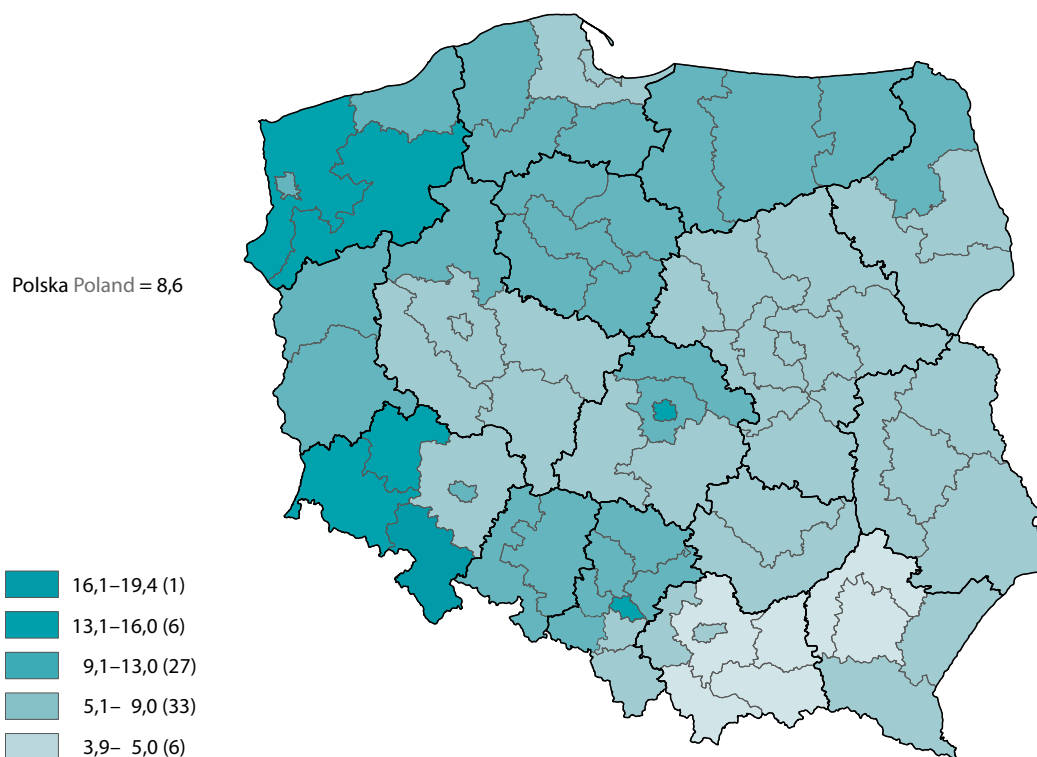 Polska Poland = 8,6
16,1–19,4 (1)
13,1–16,0 (6)
9,1–13,0 (27)
5,1– 9,0 (33)
3,9– 5,0 (6)